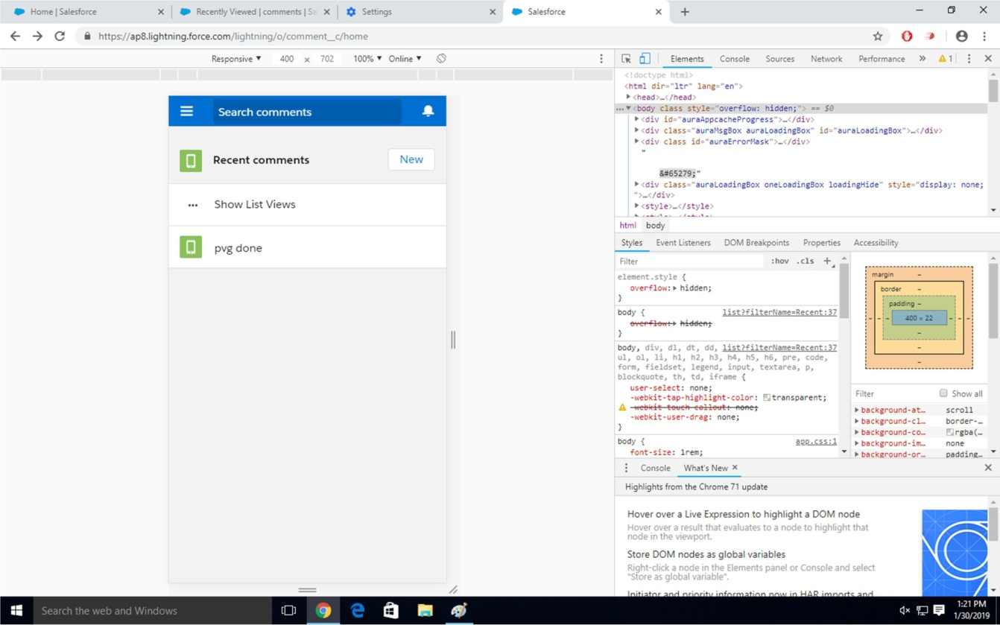 Home | Salesforce
Recently Viewed | comments | Sa
Settings
Salesforce
https://ap8.lightning.force.com/lightning/o/comment__c/home
Responsive ▼ 400 x 702 100% ▼ Online ▼
Elements Console Sources Network Performance » 1
Search comments
Recent comments
New
Show List Views
pvg done
<!doctype html>
<html dir="ltr" lang="en">
<head>…</head>
<body class style="overflow: hidden;"> == $0
<div id="auraAppcacheProgress">…</div>
<div class="auraMsgBox auraLoadingBox" id="auraLoadingBox">…</div>
<div class id="auraErrorMask">…</div>
"
&#65279;"
<div class="auraLoadingBox oneLoadingBox loadingHide" style="display: none;
">…</div>
<style>…</style>
html body
Styles Event Listeners DOM Breakpoints Properties Accessibility
Filter :hov .cls +
element.style {
overflow: hidden;
}
body { list?filterName=Recent:37
overflow: hidden;
}
body, div, dl, dt, dd, list?filterName=Recent:37
ul, ol, li, h1, h2, h3, h4, h5, h6, pre, code,
form, fieldset, legend, input, textarea, p,
blockquote, th, td, iframe {
user-select: none;
-webkit-tap-highlight-color: transparent;
-webkit-touch-callout: none;
-webkit-user-drag: none;
}
body { app.css:1
font-size: 1rem;
margin –
border –
padding –
400 × 22
Filter Show all
background-at… scroll
background-cl… border-…
background-co… rgba(…
background-im… none
background-or… padding…
Console What's New ×
Highlights from the Chrome 71 update
Hover over a Live Expression to highlight a DOM node
Hover over a result that evaluates to a node to highlight that
node in the viewport.
Store DOM nodes as global variables
Right-click a node in the Elements panel or Console and select
"Store as global variable".
Initiator and priority information now in HAR imports and
Search the web and Windows
1:21 PM
1/30/2019